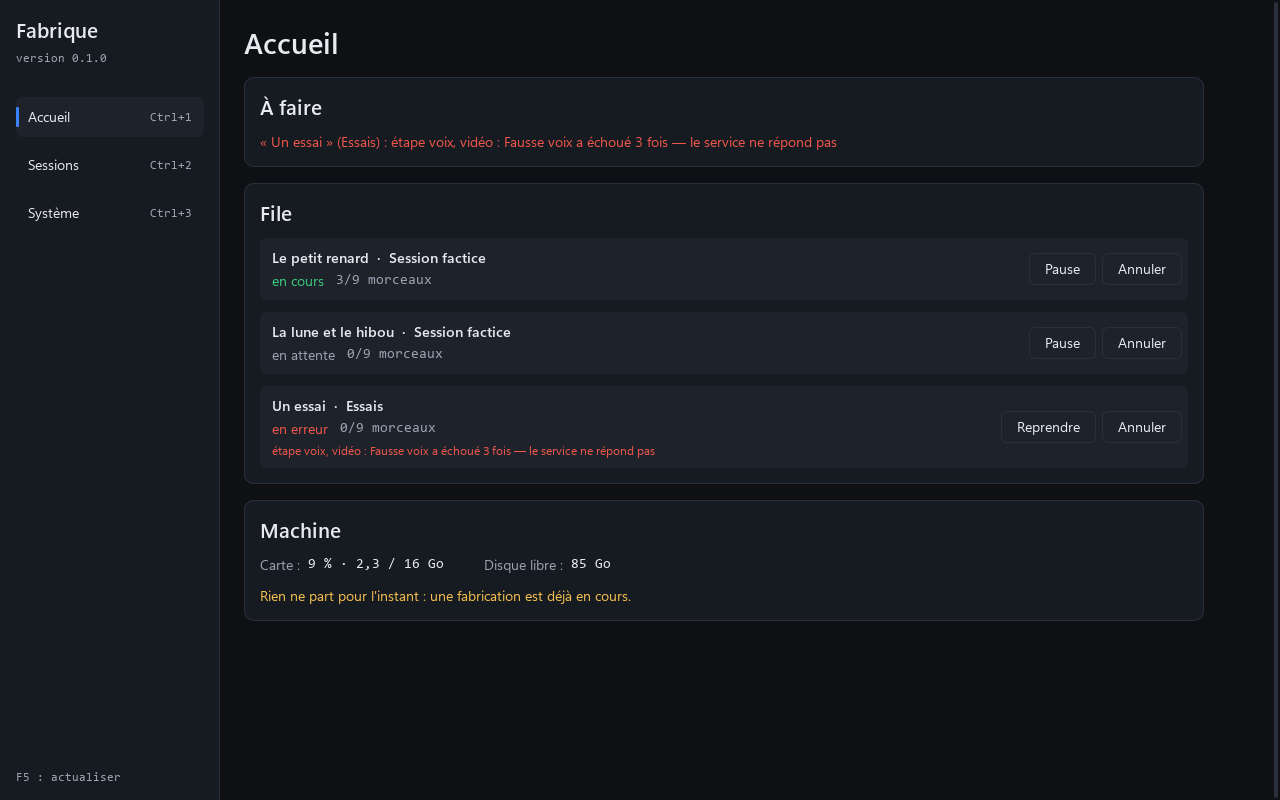 Fabrique
version 0.1.0
Accueil Ctrl+1
Sessions Ctrl+2
Système Ctrl+3
F5 : actualiser
Accueil
À faire
« Un essai » (Essais) : étape voix, vidéo : Fausse voix a échoué 3 fois — le service ne répond pas
File
Le petit renard · Session factice
en cours 3/9 morceaux
Pause Annuler
La lune et le hibou · Session factice
en attente 0/9 morceaux
Pause Annuler
Un essai · Essais
en erreur 0/9 morceaux
étape voix, vidéo : Fausse voix a échoué 3 fois — le service ne répond pas
Reprendre Annuler
Machine
Carte : 9 % · 2,3 / 16 Go Disque libre : 85 Go
Rien ne part pour l'instant : une fabrication est déjà en cours.